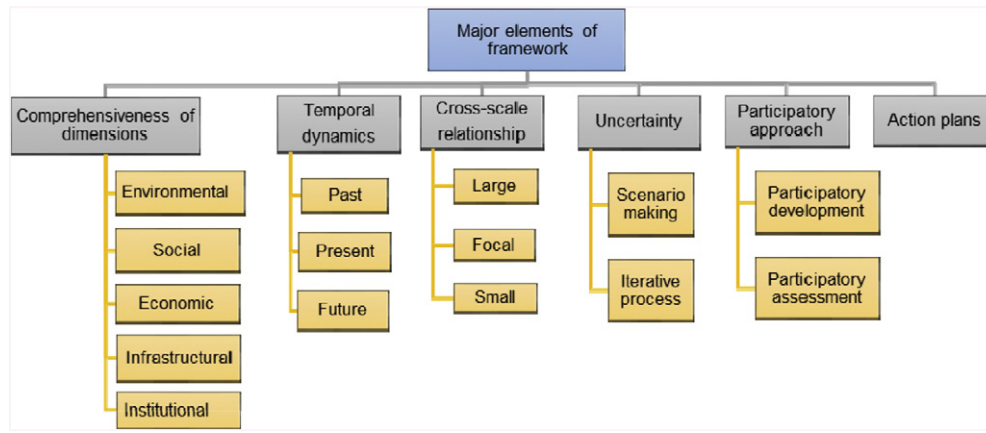 Major elements of
framework
Comprehensiveness of
dimensions
Environmental
Social
Economic
Infrastructural
Institutional
Temporal
dynamics
Past
Present
Future
Cross-scale
relationship
Large
Focal
Small
Uncertainty
Scenario
making
Iterative
process
Participatory
approach
Participatory
development
Participatory
assessment
Action plans